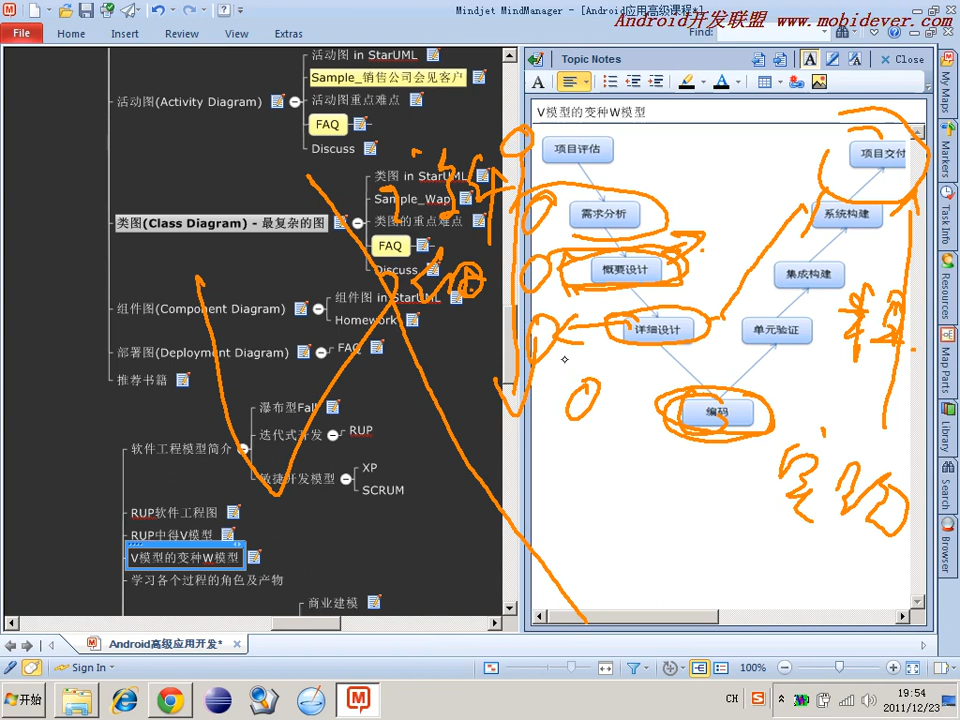 Mindjet MindManager - [Android应用高级课程*]
Android开发联盟 www.mobidever.com
File Home Insert Review View Extras Find:
活动图 in StarUML
Sample_销售公司会见客户
活动图(Activity Diagram)
活动图重点难点
FAQ
Discuss
类图 in StarUML
Sample_Wap
类图(Class Diagram) - 最复杂的图
类图的重点难点
FAQ
Discuss
组件图 in StarUML
组件图(Component Diagram)
Homework
部署图(Deployment Diagram)
FAQ
推荐书籍
瀑布型Fall
迭代式开发
RUP
软件工程模型简介
敏捷开发模型
XP
SCRUM
RUP软件工程图
RUP中得V模型
V模型的变种W模型
学习各个过程的角色及产物
商业建模
Topic Notes
Close
V模型的变种W模型
项目评估
项目交付
需求分析
系统构建
概要设计
集成构建
详细设计
单元验证
编码
My Maps
Markers
Task Info
Resources
Map Parts
Library
Search
Browser
Android高级应用开发*
Sign In
100%
开始
CH
19:54
2011/12/23